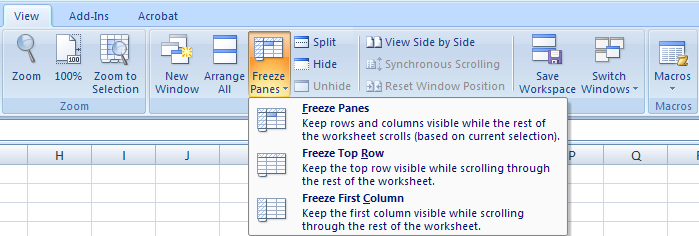 View Add-Ins Acrobat
Zoom 100% Zoom to Selection
Zoom
New Window Arrange All Freeze Panes
Split
Hide
Unhide
View Side by Side
Synchronous Scrolling
Reset Window Position
Save Workspace Switch Windows
Macros
Macros
Freeze Panes
Keep rows and columns visible while the rest of
the worksheet scrolls (based on current selection).
Freeze Top Row
Keep the top row visible while scrolling through
the rest of the worksheet.
Freeze First Column
Keep the first column visible while scrolling
through the rest of the worksheet.
H I J P Q